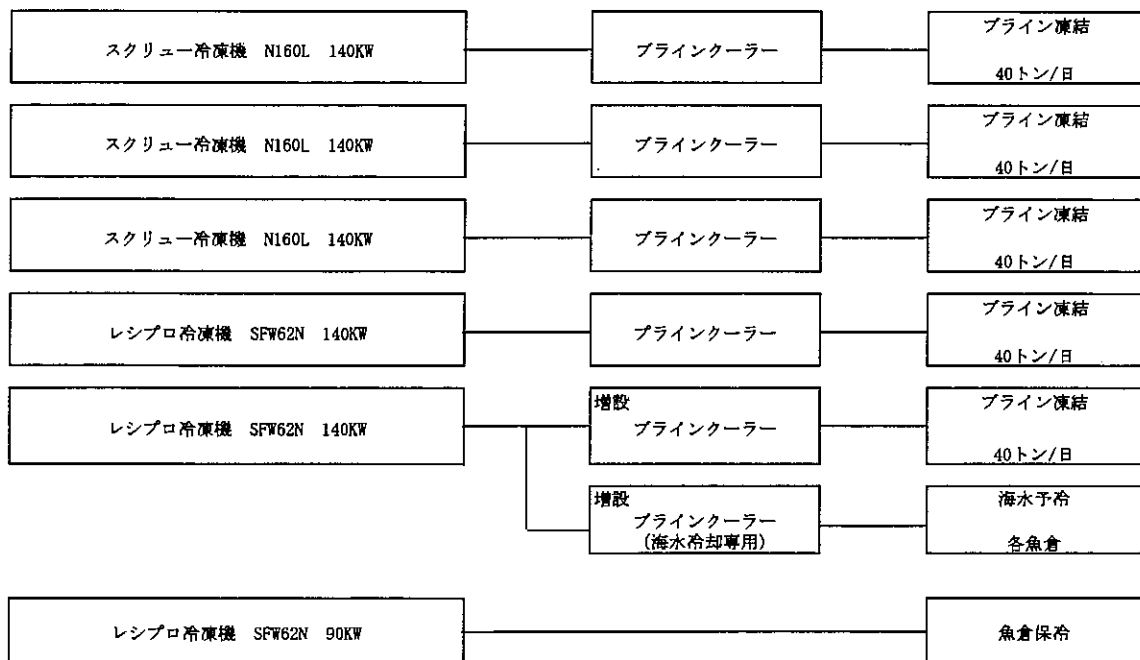 スクリュー冷凍機 N160L 140KW
ブラインクーラー
ブライン凍結
40トン/日
スクリュー冷凍機 N160L 140KW
ブラインクーラー
ブライン凍結
40トン/日
スクリュー冷凍機 N160L 140KW
ブラインクーラー
ブライン凍結
40トン/日
レシプロ冷凍機 SFW62N 140KW
ブラインクーラー
ブライン凍結
40トン/日
レシプロ冷凍機 SFW62N 140KW
増設
ブラインクーラー
ブライン凍結
40トン/日
増設
ブラインクーラー
(海水冷却専用)
海水予冷
各魚倉
レシプロ冷凍機 SFW62N 90KW
魚倉保冷